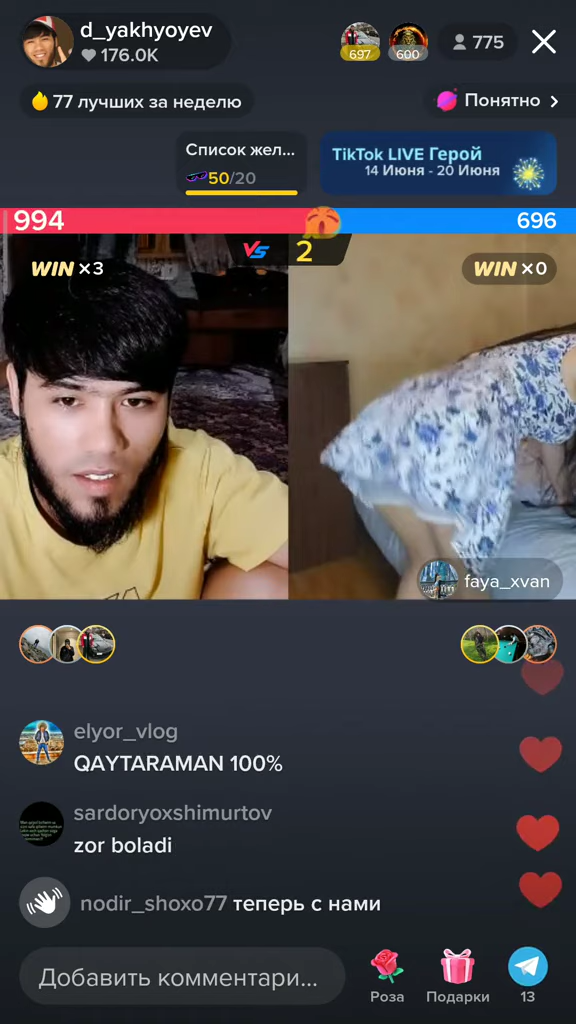 d_yakhyoyev
176.0K
697
600
775
77 лучших за неделю
Понятно
Список жел...
50/20
TikTok LIVE Герой
14 Июня - 20 Июня
994
696
VS
2
WIN ×3
WIN ×0
faya_xvan
elyor_vlog
QAYTARAMAN 100%
sardoryoxshimurtov
zor boladi
nodir_shoxo77 теперь с нами
Добавить комментари...
Роза
Подарки
13